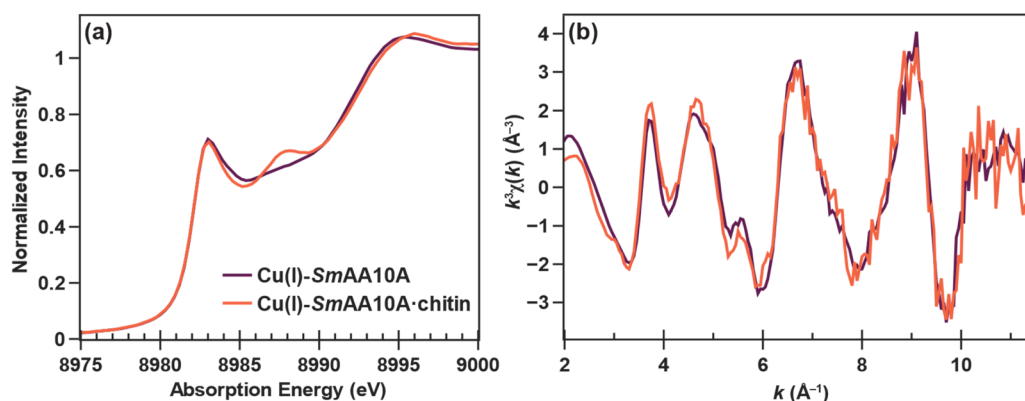 (a)
Normalized Intensity
1
0.8
0.6
0.4
0.2
0
Cu(I)-SmAA10A
Cu(I)-SmAA10A·chitin
8975 8980 8985 8990 8995 9000
Absorption Energy (eV)
(b)
k³χ(k) (Å⁻³)
4
3
2
1
0
−1
−2
−3
2 4 6 8 10
k (Å⁻¹)